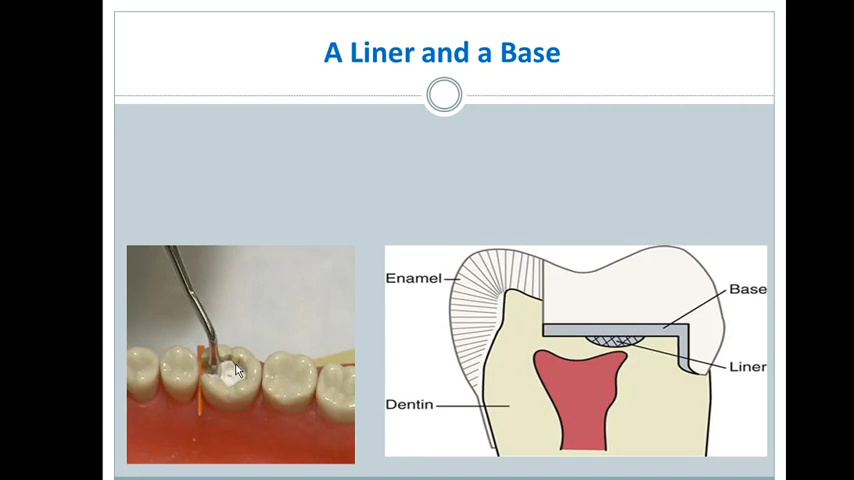 A Liner and a Base
Enamel
Base
Liner
Dentin